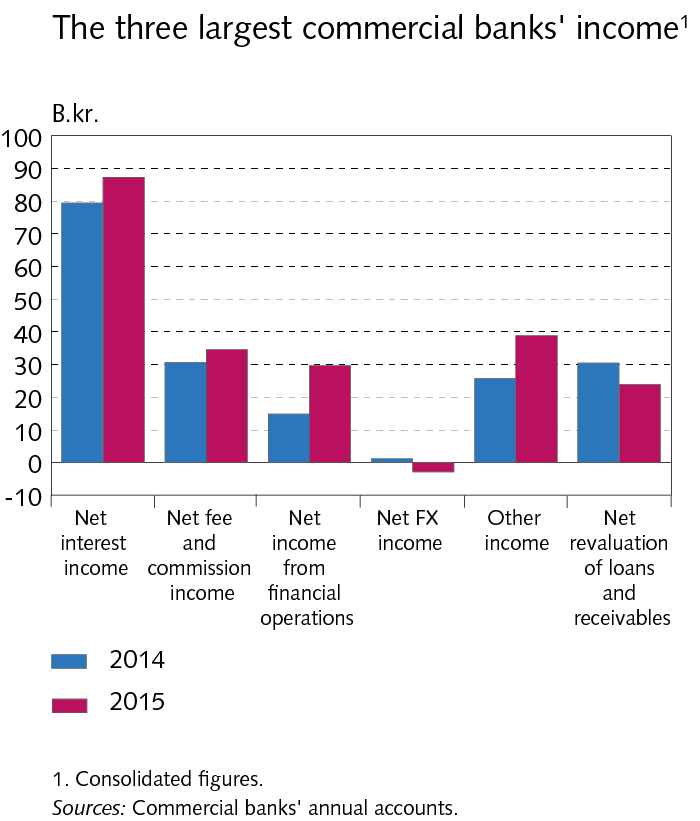 The three largest commercial banks' income¹
B.kr.
100
90
80
70
60
50
40
30
20
10
0
-10
Net
interest
income
Net fee
and
commission
income
Net
income
from
financial
operations
Net FX
income
Other
income
Net
revaluation
of loans
and
receivables
2014
2015
1. Consolidated figures.
Sources: Commercial banks' annual accounts.